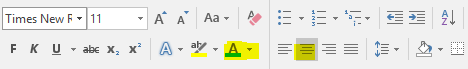 Times New R 11 A A Aa A
F K U abc x₂ x² A ab A